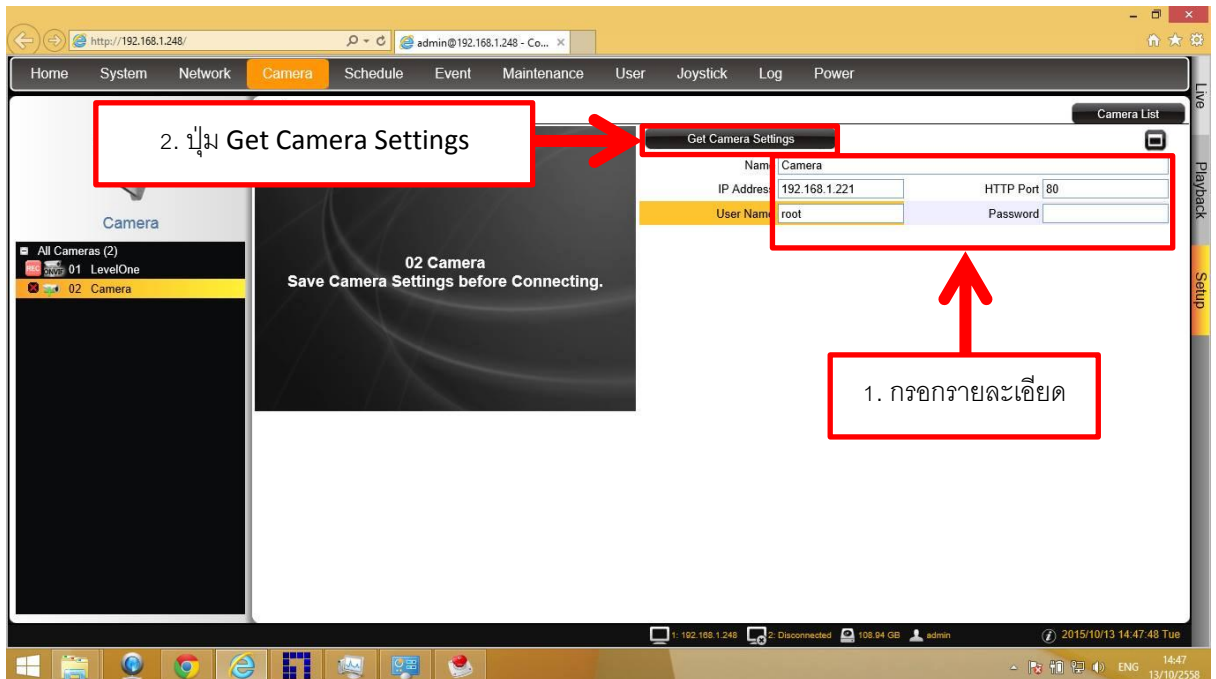 http://192.168.1.248/
admin@192.168.1.248 - Co...
Home System Network Camera Schedule Event Maintenance User Joystick Log Power
Live
Playback
Setup
Camera List
2. ปุ่ม Get Camera Settings
Get Camera Settings
Name Camera
IP Address 192.168.1.221 HTTP Port 80
User Name root Password
Camera
All Cameras (2)
REC ONVIF 01 LevelOne
02 Camera
02 Camera
Save Camera Settings before Connecting.
1. กรอกรายละเอียด
1: 192.168.1.248 2: Disconnected 108.94 GB admin 2015/10/13 14:47:48 Tue
ENG 14:47
13/10/2558